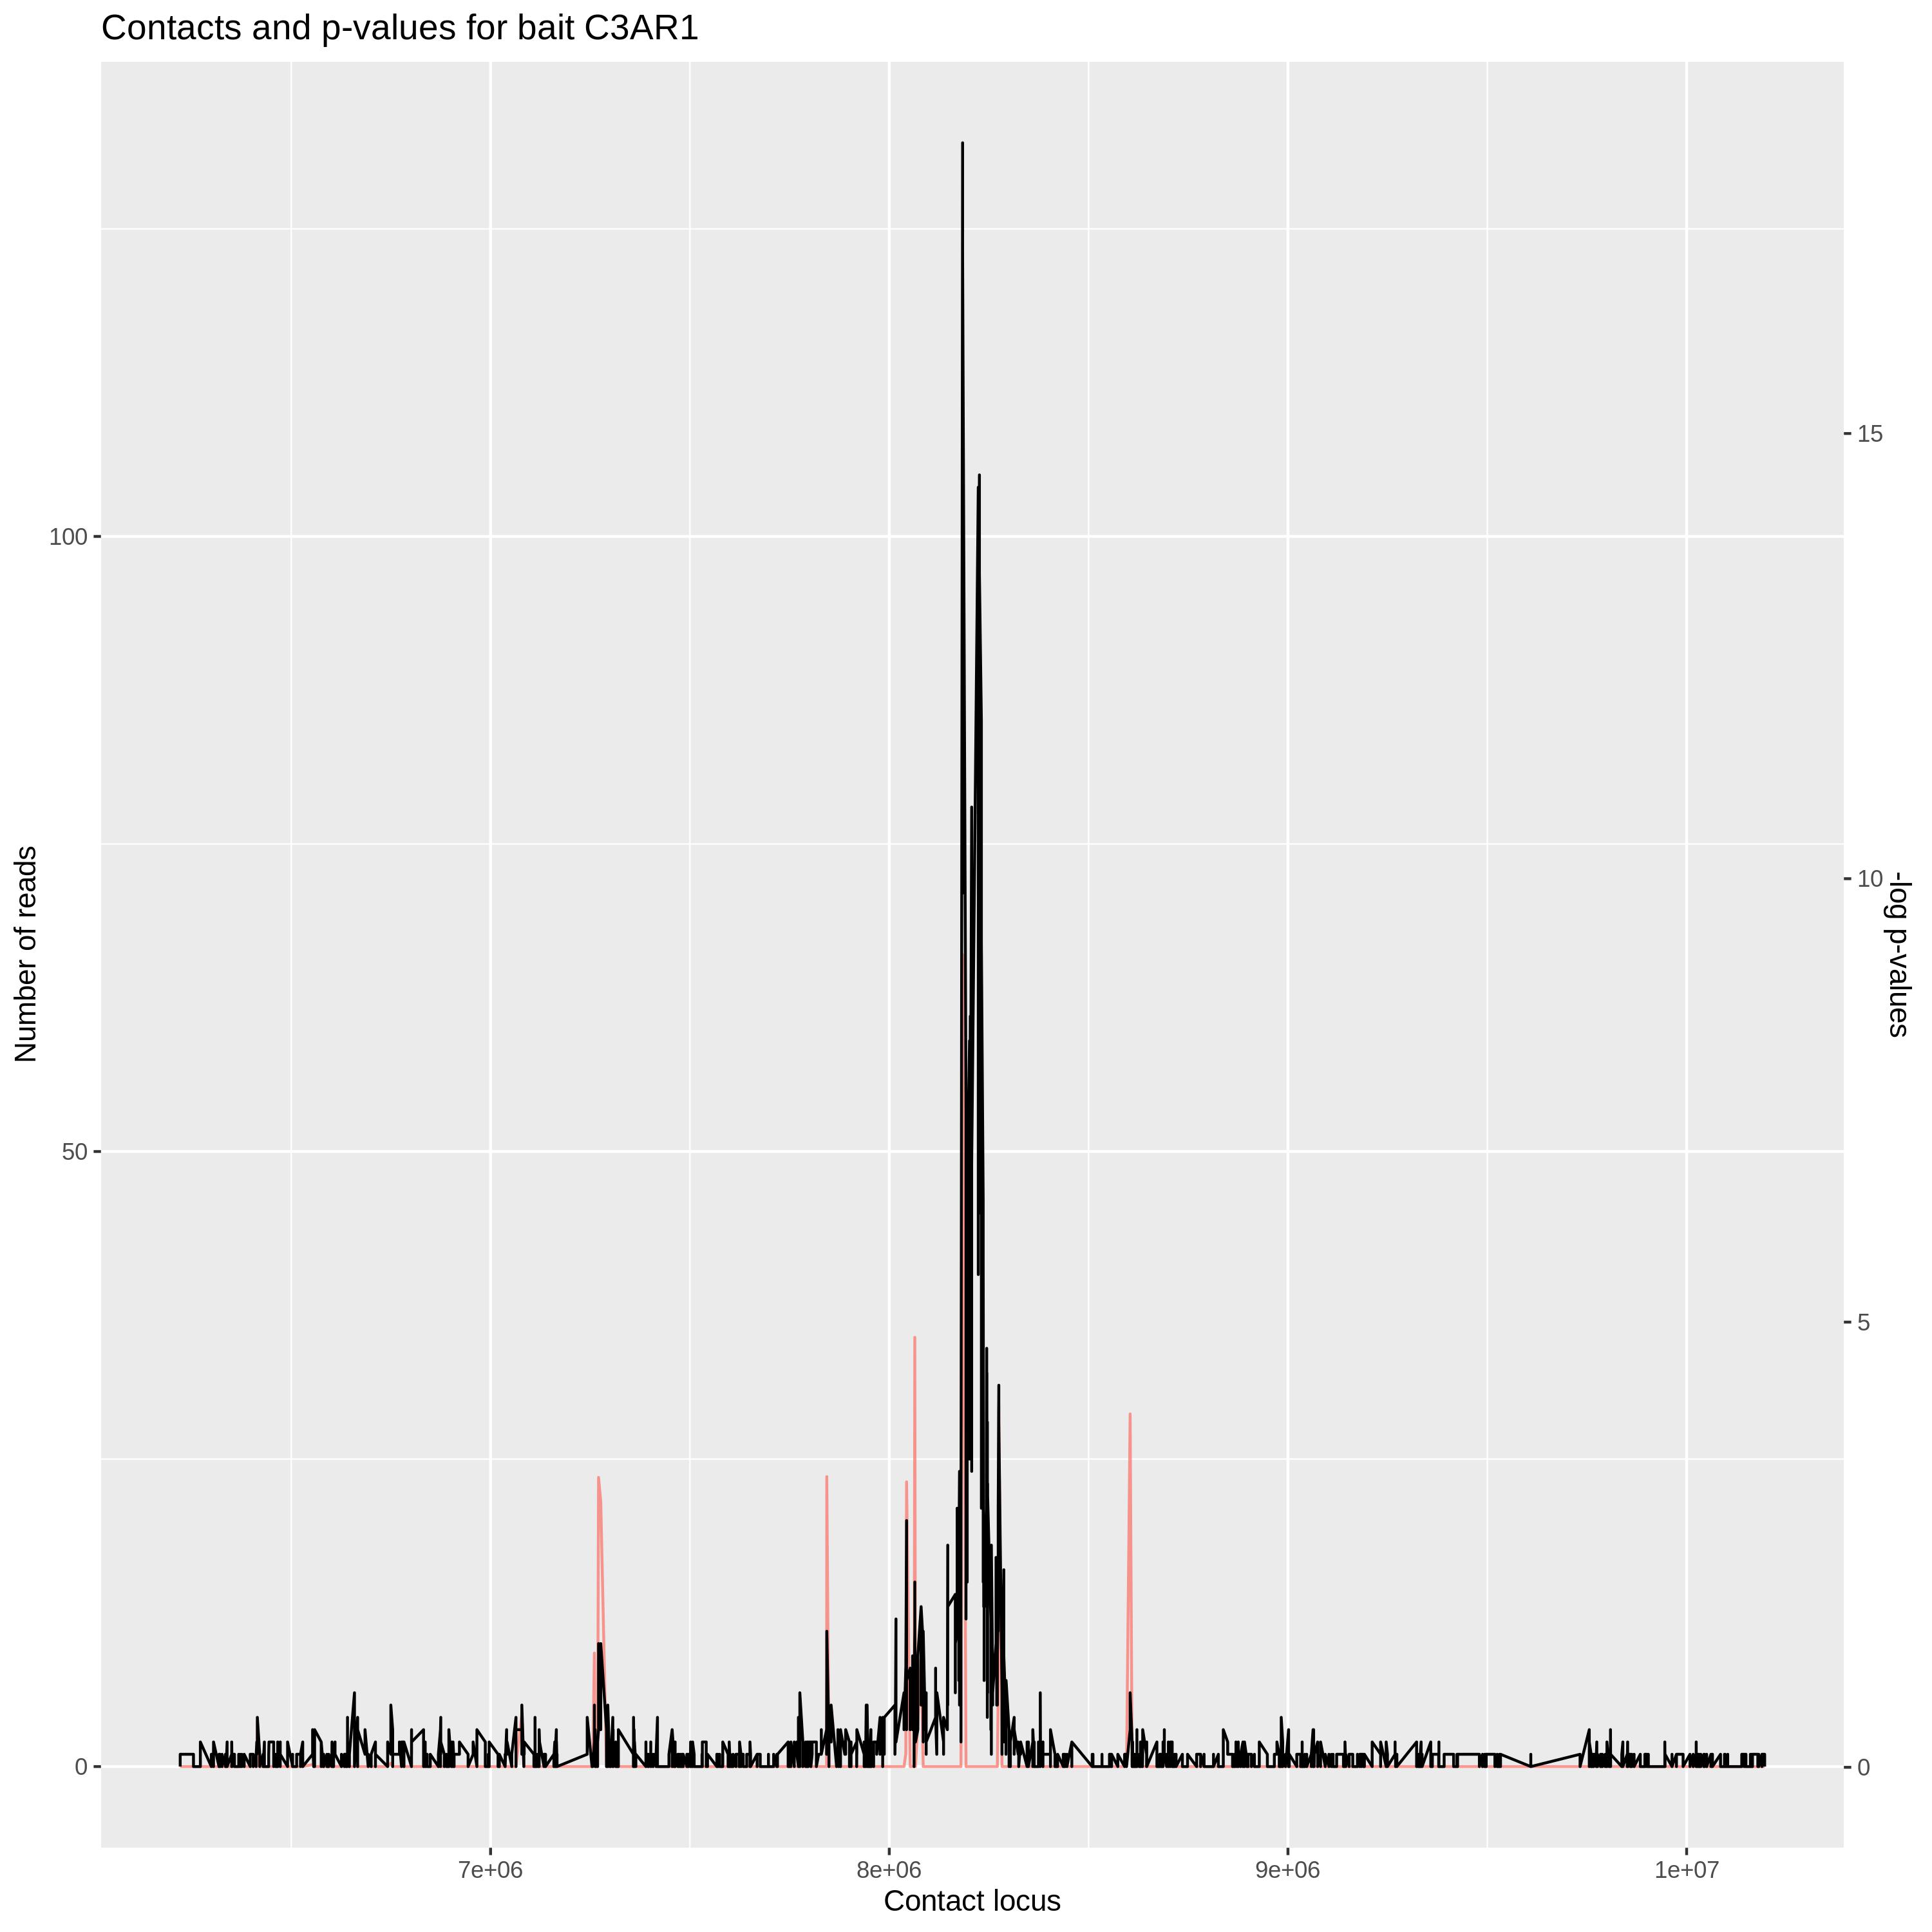 Contacts and p-values for bait C3AR1
100
50
0
Number of reads
15
10
5
0
-log p-values
7e+06 8e+06 9e+06 1e+07
Contact locus